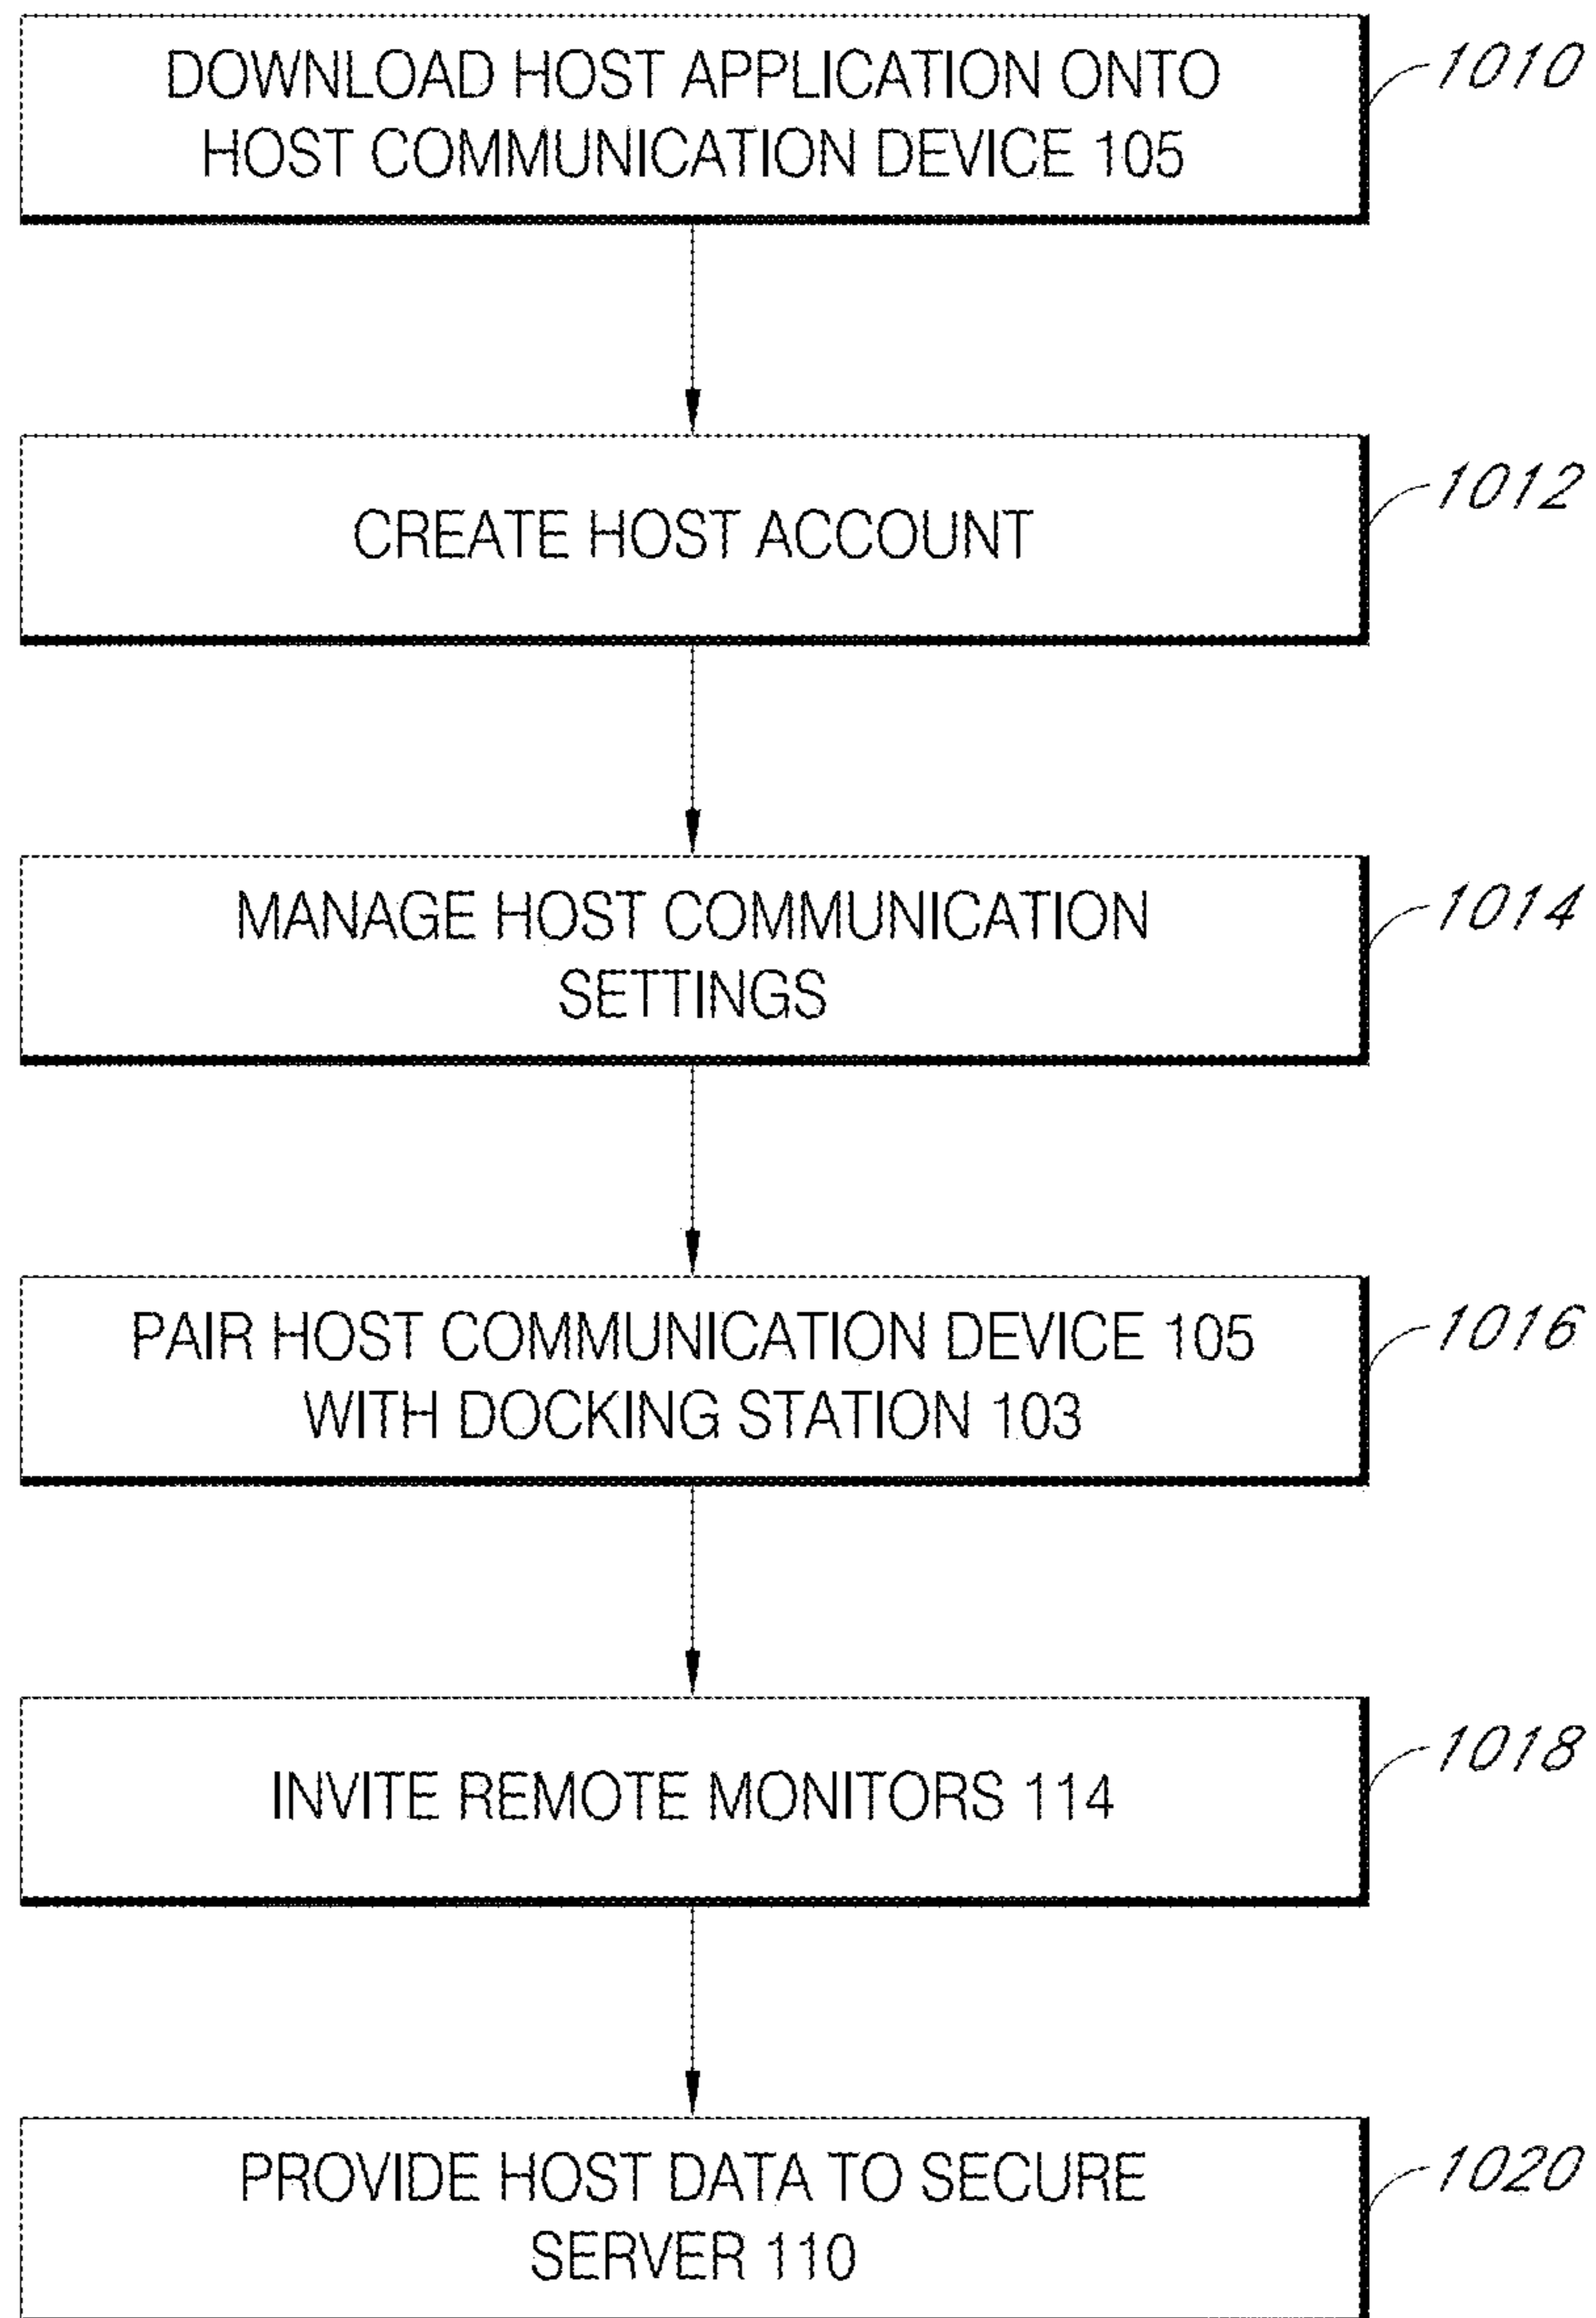 DOWNLOAD HOST APPLICATION ONTO
HOST COMMUNICATION DEVICE 105
1010
CREATE HOST ACCOUNT
1012
MANAGE HOST COMMUNICATION
SETTINGS
1014
PAIR HOST COMMUNICATION DEVICE 105
WITH DOCKING STATION 103
1016
INVITE REMOTE MONITORS 114
1018
PROVIDE HOST DATA TO SECURE
SERVER 110
1020